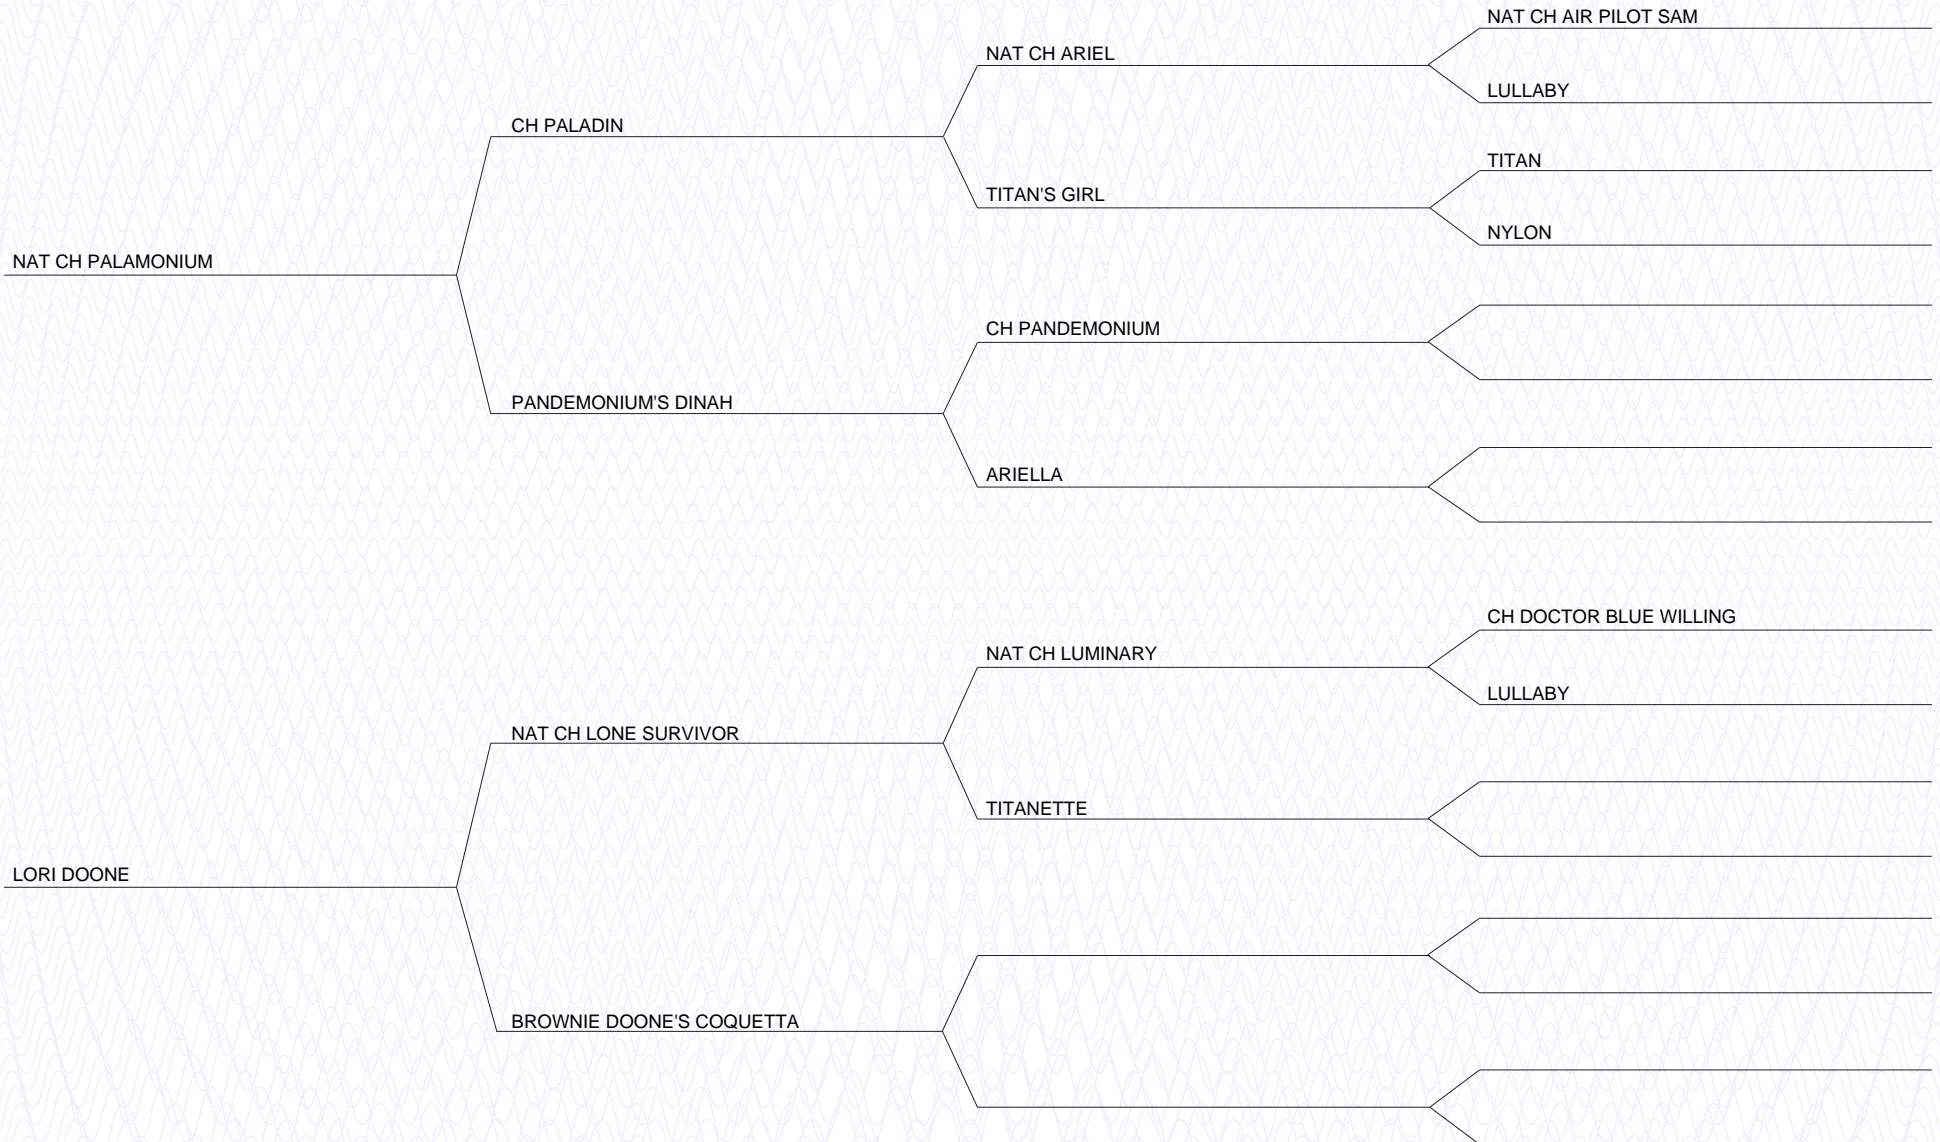 NAT CH AIR PILOT SAM
NAT CH ARIEL
LULLABY
CH PALADIN
TITAN
TITAN'S GIRL
NYLON
NAT CH PALAMONIUM
CH PANDEMONIUM
PANDEMONIUM'S DINAH
ARIELLA
CH DOCTOR BLUE WILLING
NAT CH LUMINARY
LULLABY
NAT CH LONE SURVIVOR
TITANETTE
LORI DOONE
BROWNIE DOONE'S COQUETTA